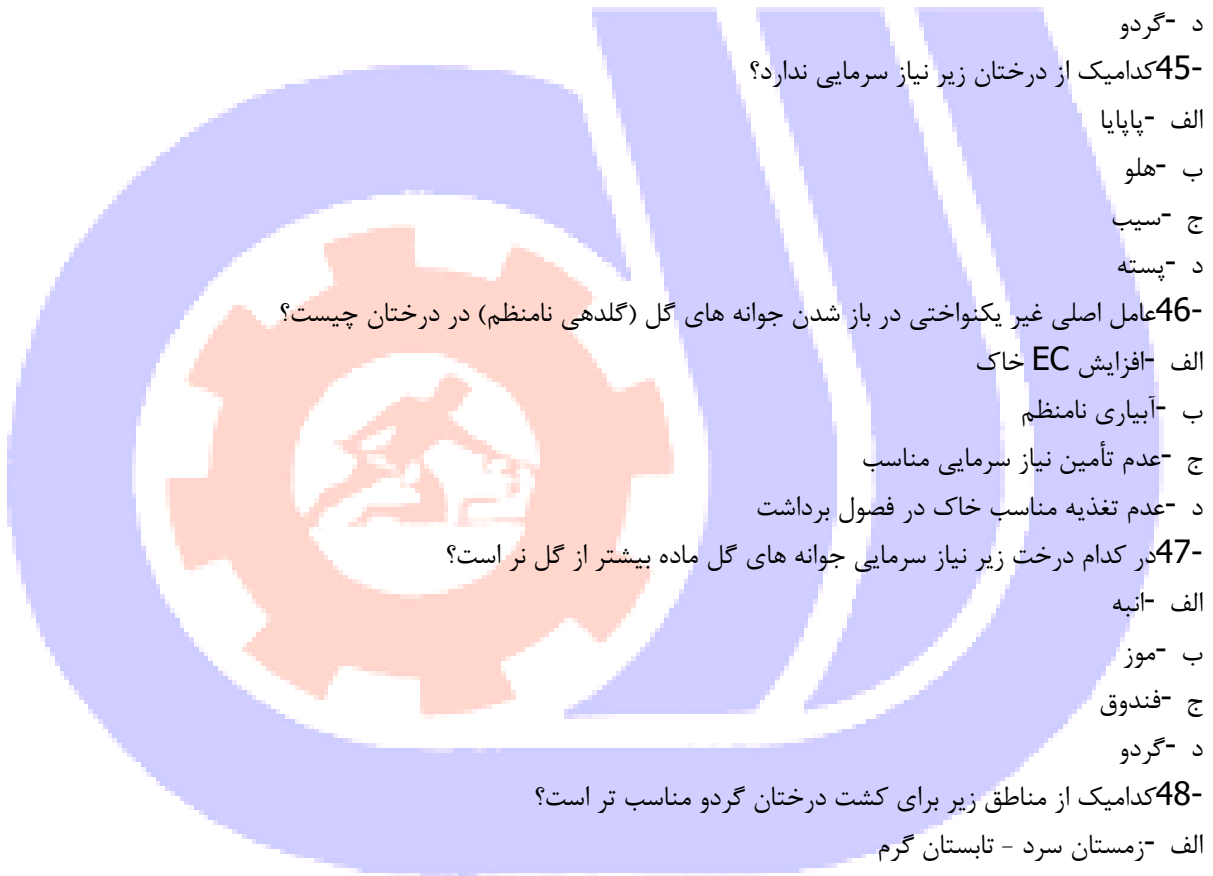 د -گردو
45-کدامیک از درختان زیر نیاز سرمایی ندارد؟
الف -پاپایا
ب -هلو
ج -سیب
د -پسته
46-عامل اصلی غیر یکنواختی در باز شدن جوانه های گل (گلدهی نامنظم) در درختان چیست؟
الف -افزایش EC خاک
ب -آبیاری نامنظم
ج -عدم تأمین نیاز سرمایی مناسب
د -عدم تغذیه مناسب خاک در فصول برداشت
47-در کدام درخت زیر نیاز سرمایی جوانه های گل ماده بیشتر از گل نر است؟
الف -انبه
ب -موز
ج -فندوق
د -گردو
48-کدامیک از مناطق زیر برای کشت درختان گردو مناسب تر است؟
الف -زمستان سرد - تابستان گرم